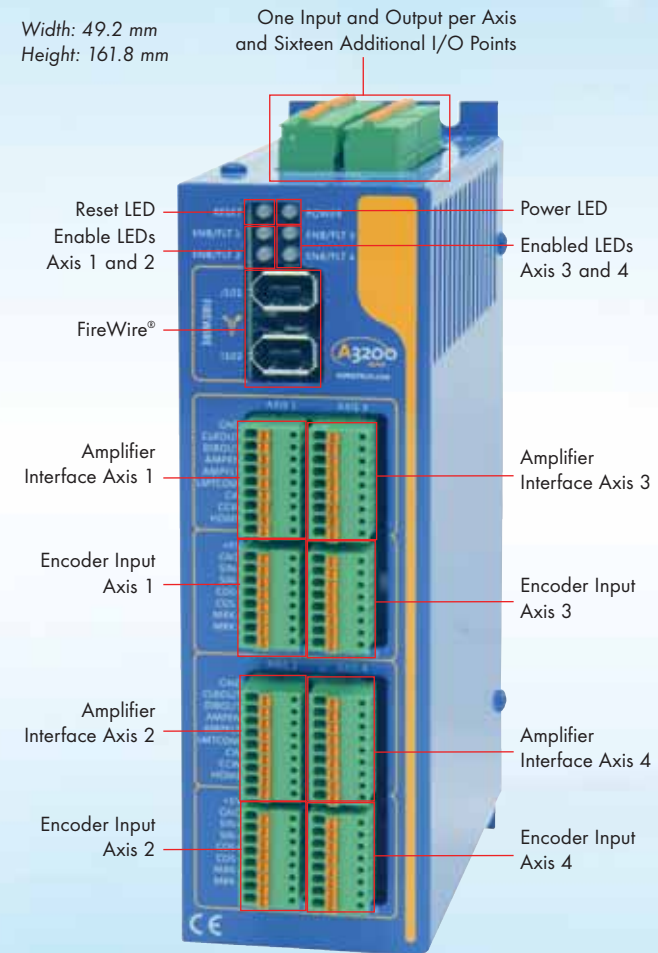 Width: 49.2 mm
Height: 161.8 mm
One Input and Output per Axis
and Sixteen Additional I/O Points
Reset LED
Enable LEDs
Axis 1 and 2
FireWire®
Amplifier
Interface Axis 1
Encoder Input
Axis 1
Amplifier
Interface Axis 2
Encoder Input
Axis 2
Power LED
Enabled LEDs
Axis 3 and 4
Amplifier
Interface Axis 3
Encoder Input
Axis 3
Amplifier
Interface Axis 4
Encoder Input
Axis 4
RESET
POWER
ENB/FLT 1
ENB/FLT 3
ENB/FLT 2
ENB/FLT 4
FIREWIRE
A3200
AXIS 1
AXIS 3
CE